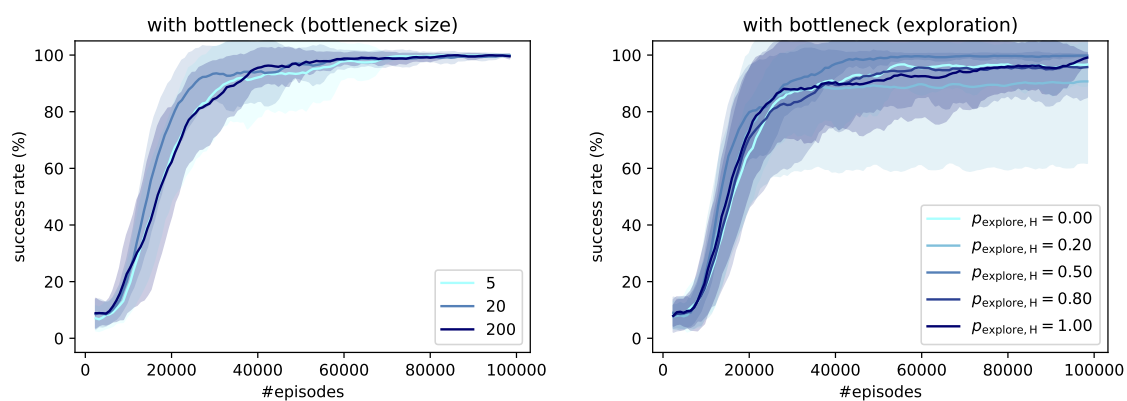 with bottleneck (bottleneck size)
100
80
60
40
20
0
success rate (%)
0 20000 40000 60000 80000 100000
#episodes
5
20
200
with bottleneck (exploration)
100
80
60
40
20
0
success rate (%)
0 20000 40000 60000 80000 100000
#episodes
p_explore, H = 0.00
p_explore, H = 0.20
p_explore, H = 0.50
p_explore, H = 0.80
p_explore, H = 1.00